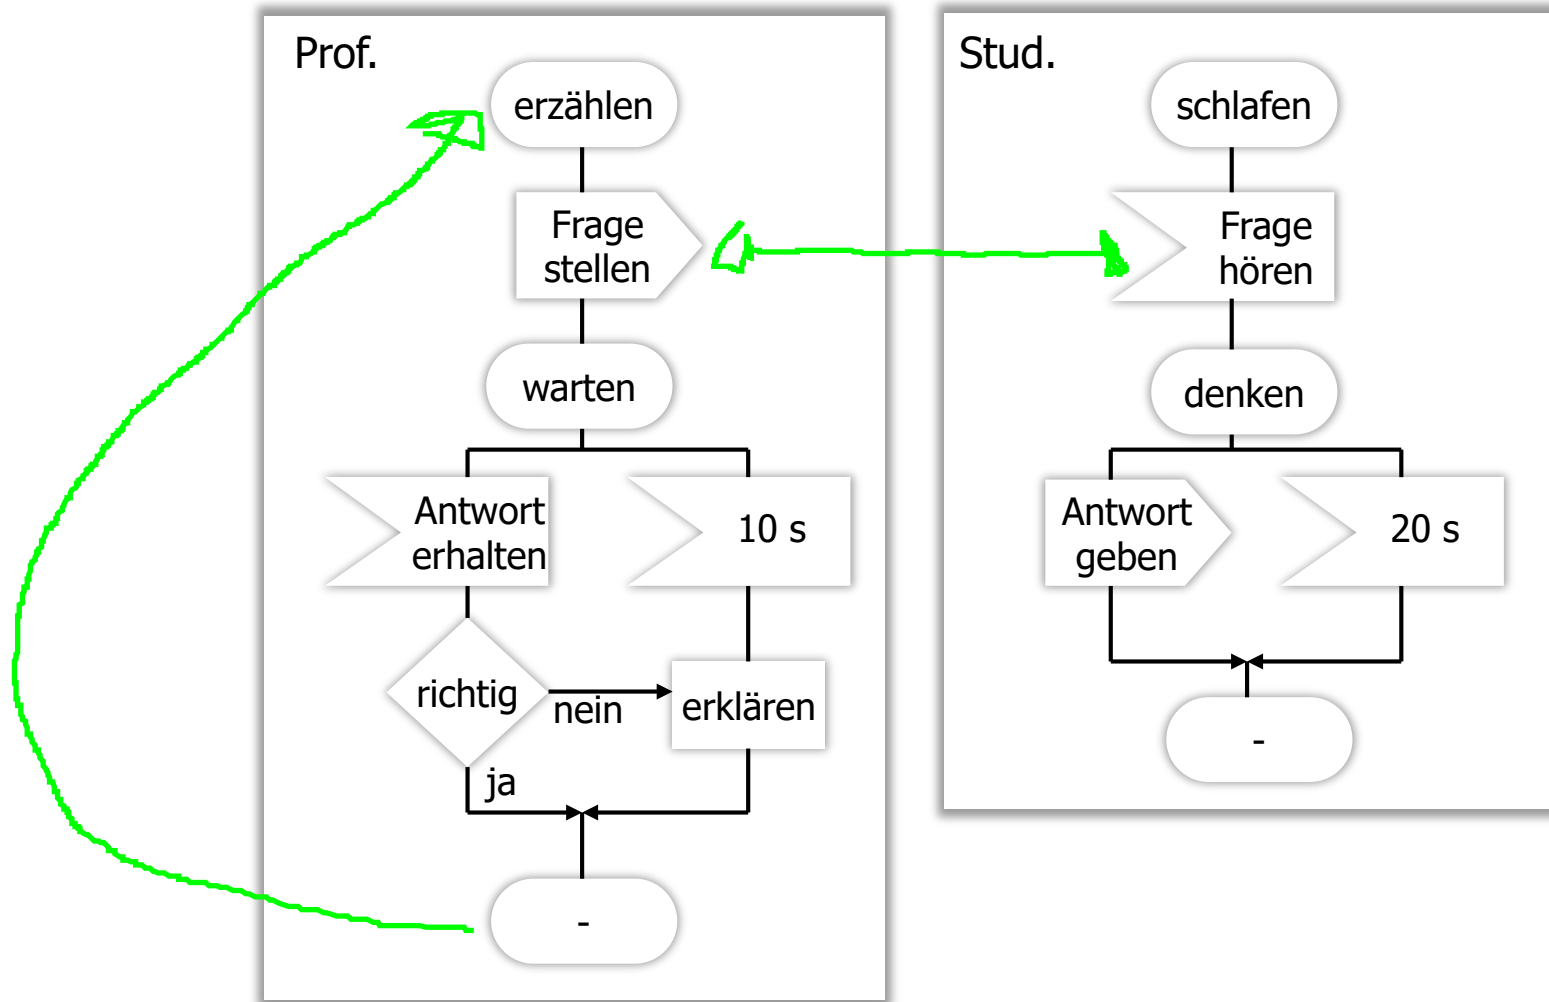 Prof.
erzählen
Frage
stellen
warten
Antwort
erhalten
10 s
richtig
nein
erklären
ja
-
Stud.
schlafen
Frage
hören
denken
Antwort
geben
20 s
-